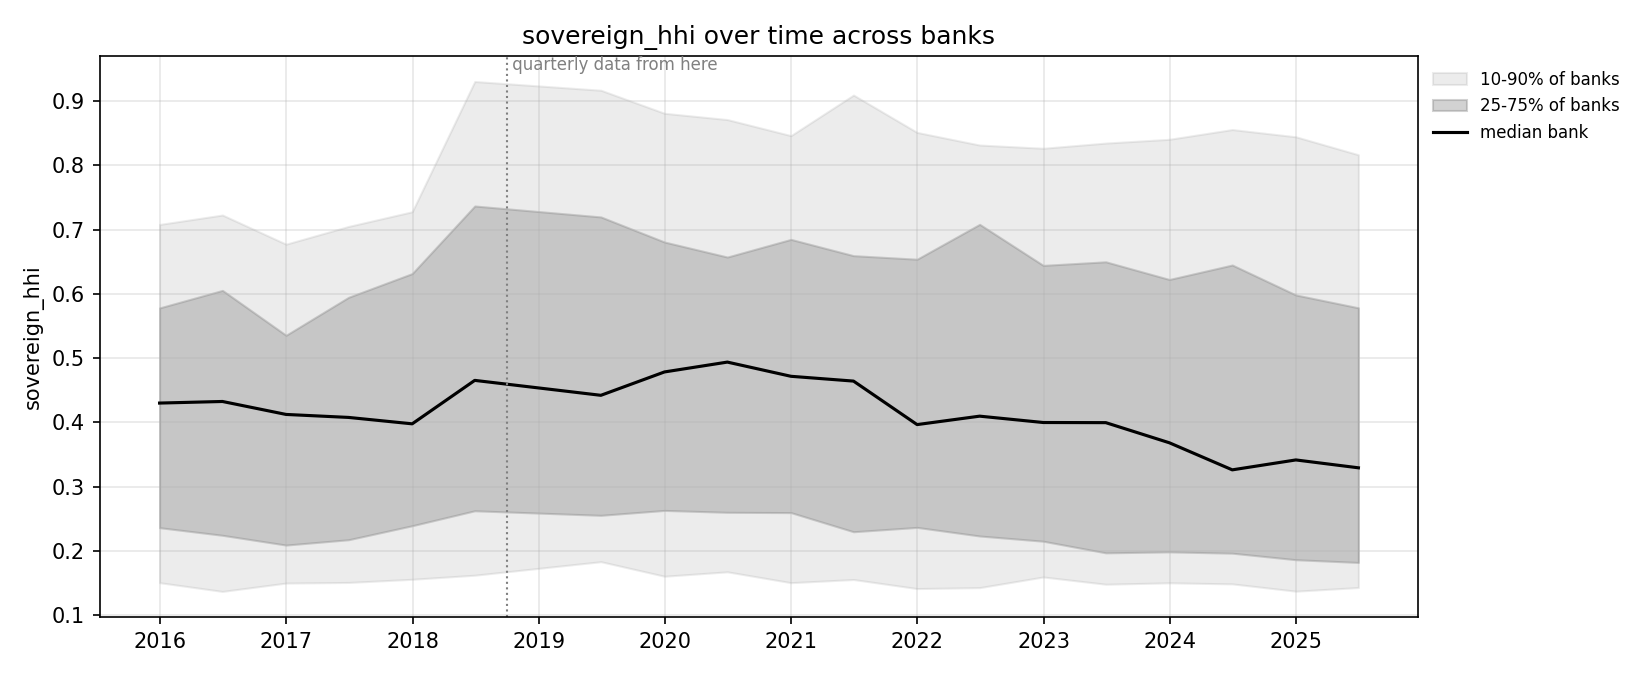 sovereign_hhi over time across banks
quarterly data from here
10-90% of banks
25-75% of banks
median bank
sovereign_hhi
0.9
0.8
0.7
0.6
0.5
0.4
0.3
0.2
0.1
2016 2017 2018 2019 2020 2021 2022 2023 2024 2025